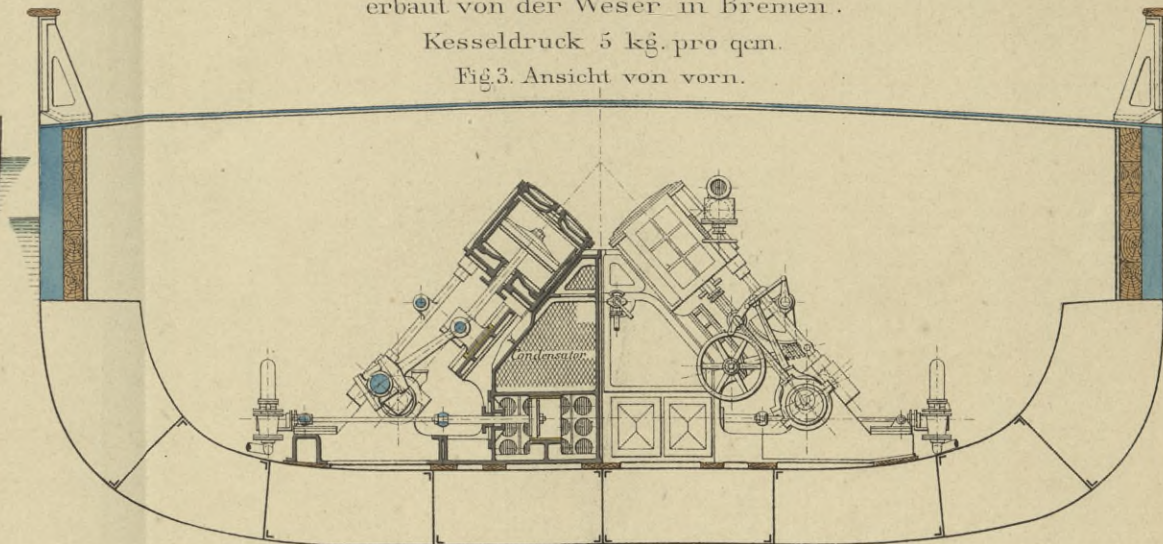 erbaut von der Weser in Bremen.
Kesseldruck 5 kg. pro qcm.
Fig. 3. Ansicht von vorn.
Condensator